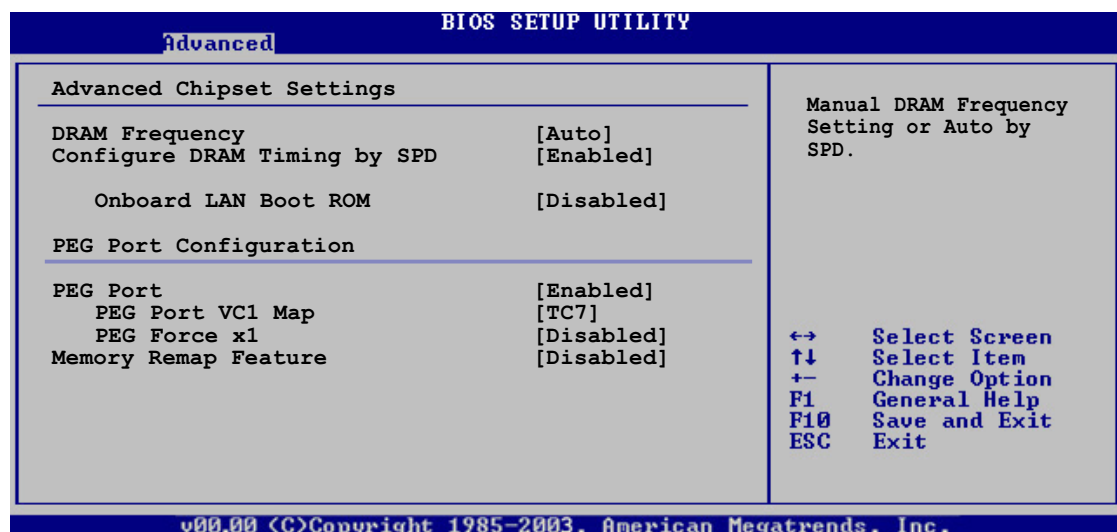 BIOS SETUP UTILITY
Advanced
Advanced Chipset Settings
DRAM Frequency [Auto]
Configure DRAM Timing by SPD [Enabled]
Onboard LAN Boot ROM [Disabled]
PEG Port Configuration
PEG Port [Enabled]
PEG Port VC1 Map [TC7]
PEG Force x1 [Disabled]
Memory Remap Feature [Disabled]
Manual DRAM Frequency
Setting or Auto by
SPD.
←→ Select Screen
↑↓ Select Item
+- Change Option
F1 General Help
F10 Save and Exit
ESC Exit
v00.00 (C)Copyright 1985-2003, American Megatrends, Inc.